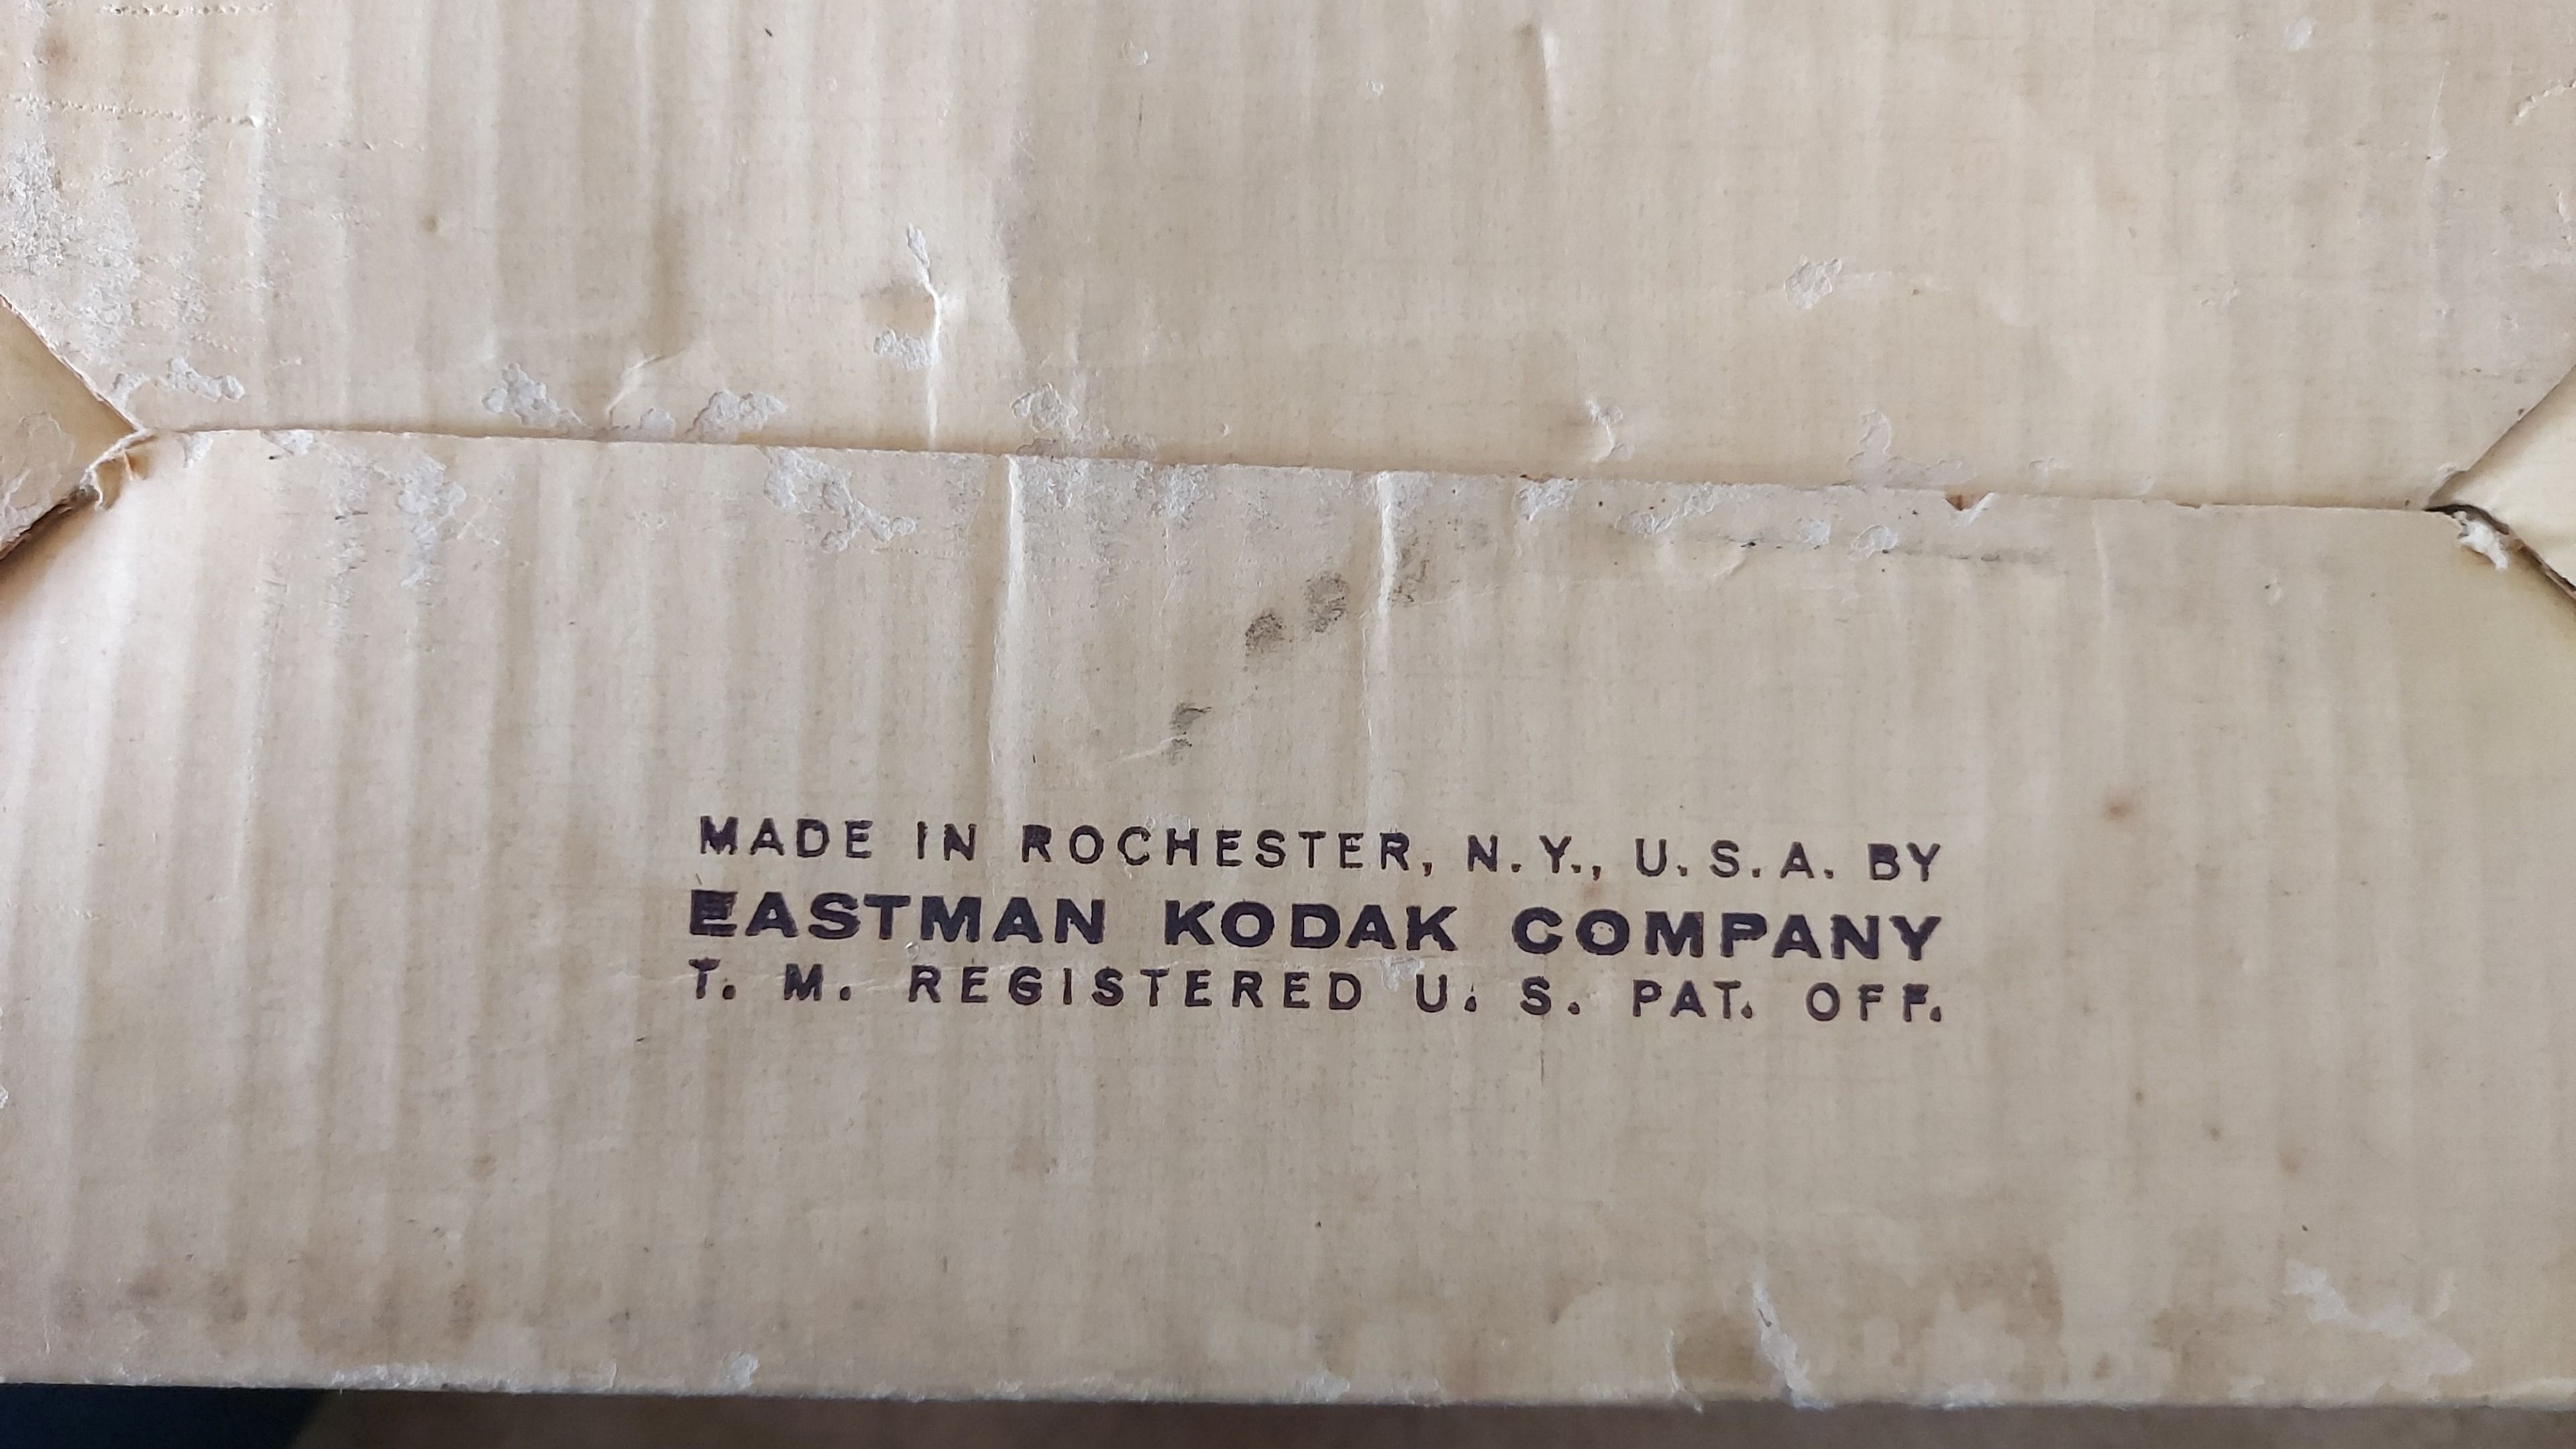 MADE IN ROCHESTER, N.Y., U.S.A. BY
EASTMAN KODAK COMPANY
T. M. REGISTERED U. S. PAT. OFF.